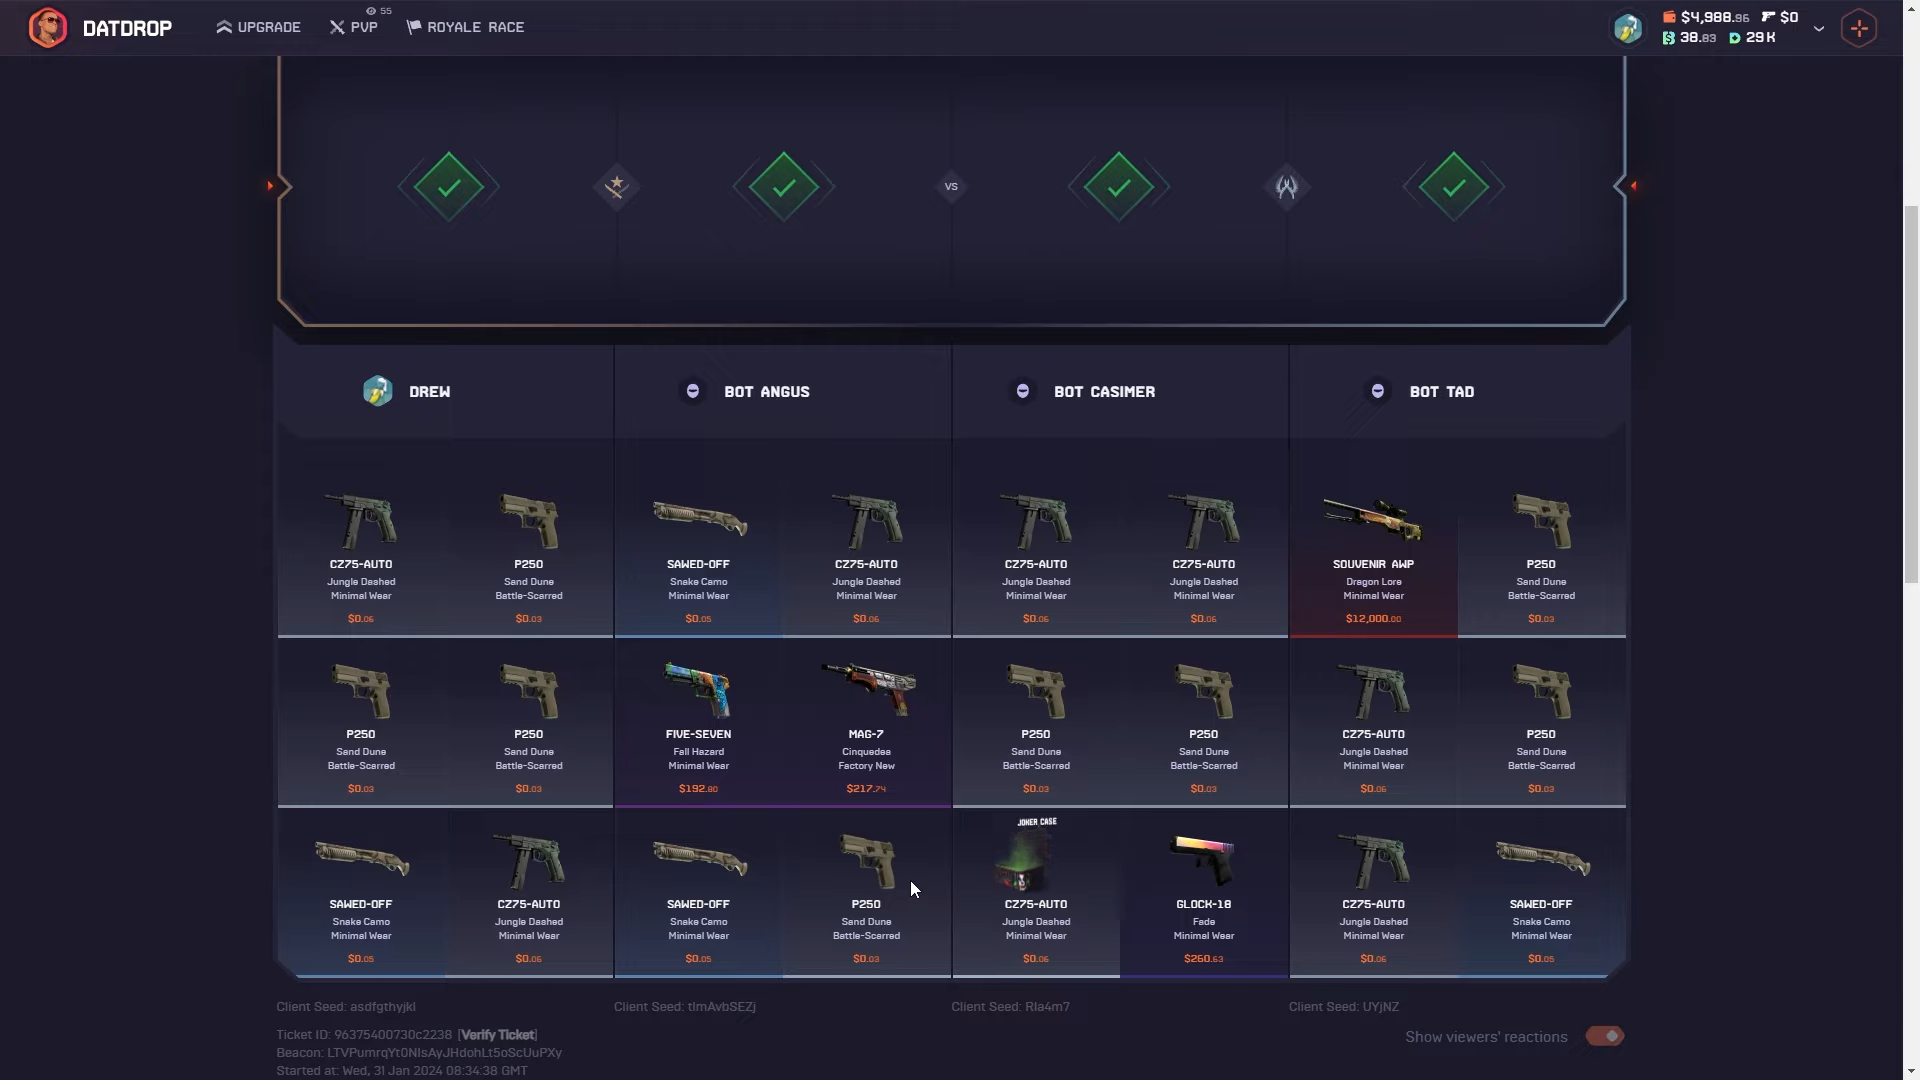 DATDROP
UPGRADE
PVP
55
ROYALE RACE
$4,988.96
$0
38.83
29K
VS
DREW
BOT ANGUS
BOT CASIMER
BOT TAD
CZ75-AUTO
Jungle Dashed
Minimal Wear
$0.06
P250
Sand Dune
Battle-Scarred
$0.03
SAWED-OFF
Snake Camo
Minimal Wear
$0.05
CZ75-AUTO
Jungle Dashed
Minimal Wear
$0.06
CZ75-AUTO
Jungle Dashed
Minimal Wear
$0.06
CZ75-AUTO
Jungle Dashed
Minimal Wear
$0.06
SOUVENIR AWP
Dragon Lore
Minimal Wear
$12,000.00
P250
Sand Dune
Battle-Scarred
$0.03
P250
Sand Dune
Battle-Scarred
$0.03
P250
Sand Dune
Battle-Scarred
$0.03
FIVE-SEVEN
Fall Hazard
Minimal Wear
$192.80
MAG-7
Cinquedea
Factory New
$217.74
P250
Sand Dune
Battle-Scarred
$0.03
P250
Sand Dune
Battle-Scarred
$0.03
CZ75-AUTO
Jungle Dashed
Minimal Wear
$0.06
P250
Sand Dune
Battle-Scarred
$0.03
SAWED-OFF
Snake Camo
Minimal Wear
$0.05
CZ75-AUTO
Jungle Dashed
Minimal Wear
$0.06
SAWED-OFF
Snake Camo
Minimal Wear
$0.05
P250
Sand Dune
Battle-Scarred
$0.03
JOKER CASE
CZ75-AUTO
Jungle Dashed
Minimal Wear
$0.06
GLOCK-18
Fade
Minimal Wear
$260.63
CZ75-AUTO
Jungle Dashed
Minimal Wear
$0.06
SAWED-OFF
Snake Camo
Minimal Wear
$0.05
Client Seed: asdfgthyjkl
Client Seed: tlmAvbSEZj
Client Seed: Rla4m7
Client Seed: UYjNZ
Ticket ID: 96375400730c2238 [Verify Ticket]
Beacon: LTVPumrqYt0NIsAyJHdohLt5oScUuPXy
Started at: Wed, 31 Jan 2024 08:34:38 GMT
Show viewers' reactions